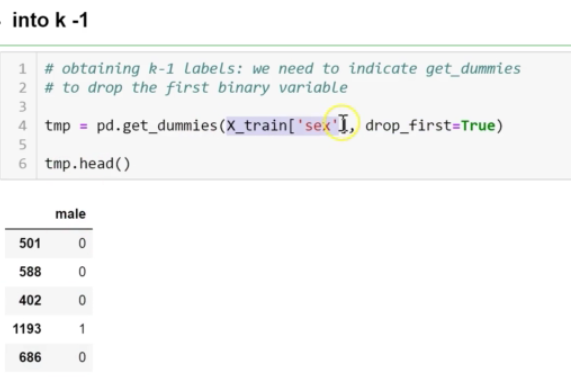 into k -1
1 # obtaining k-1 labels: we need to indicate get_dummies
2 # to drop the first binary variable
3
4 tmp = pd.get_dummies(X_train['sex'], drop_first=True)
5
6 tmp.head()
male
501 0
588 0
402 0
1193 1
686 0